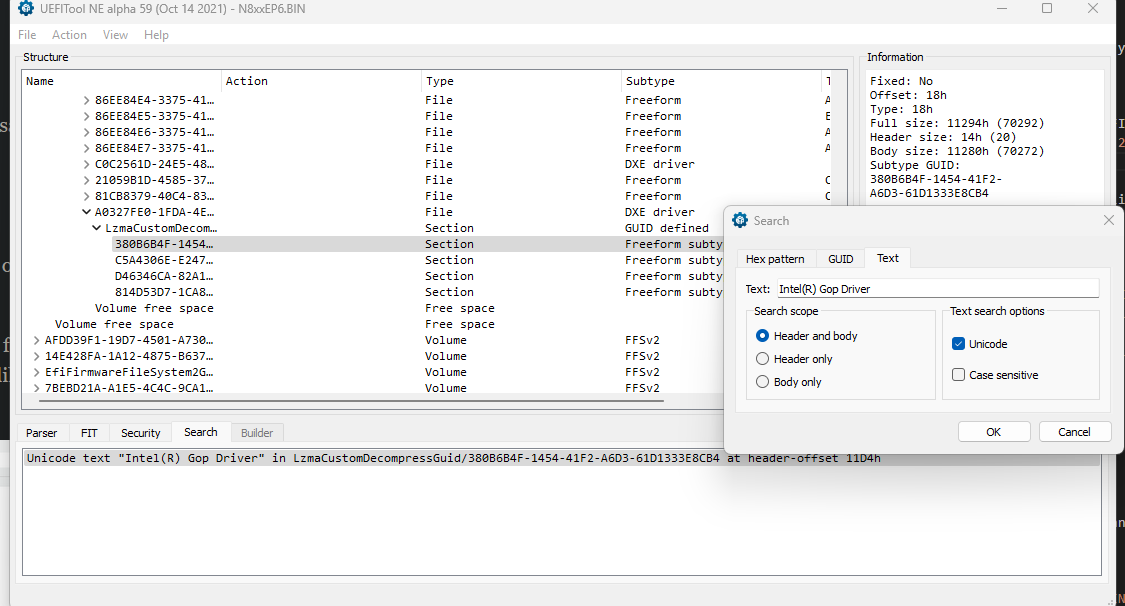 UEFITool NE alpha 59 (Oct 14 2021) - N8xxEP6.BIN
File Action View Help
Structure
Name Action Type Subtype T
86EE84E4-3375-41… File Freeform A
86EE84E5-3375-41… File Freeform E
86EE84E6-3375-41… File Freeform A
86EE84E7-3375-41… File Freeform A
C0C2561D-24E5-48… File DXE driver
21059B1D-4585-37… File Freeform C
81CB8379-40C4-83… File Freeform C
A0327FE0-1FDA-4E… File DXE driver
LzmaCustomDecom… Section GUID defined
380B6B4F-1454… Section Freeform subty
C5A4306E-E247… Section Freeform subty
D46346CA-82A1… Section Freeform subty
814D53D7-1CA8… Section Freeform subty
Volume free space Free space
Volume free space Free space
AFDD39F1-19D7-4501-A730… Volume FFSv2
14E428FA-1A12-4875-B637… Volume FFSv2
EfiFirmwareFileSystem2G… Volume FFSv2
7BEBD21A-A1E5-4C4C-9CA1… Volume FFSv2
Information
Fixed: No
Offset: 18h
Type: 18h
Full size: 11294h (70292)
Header size: 14h (20)
Body size: 11280h (70272)
Subtype GUID:
380B6B4F-1454-41F2-
A6D3-61D1333E8CB4
Search
Hex pattern GUID Text
Text: Intel(R) Gop Driver
Search scope
Header and body
Header only
Body only
Text search options
Unicode
Case sensitive
OK Cancel
Parser FIT Security Search Builder
Unicode text "Intel(R) Gop Driver" in LzmaCustomDecompressGuid/380B6B4F-1454-41F2-A6D3-61D1333E8CB4 at header-offset 11D4h